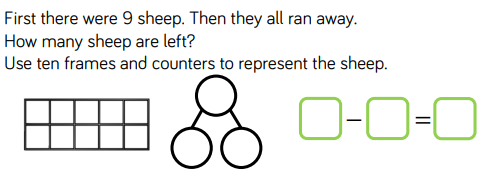 First there were 9 sheep. Then they all ran away.
How many sheep are left?
Use ten frames and counters to represent the sheep.
- =